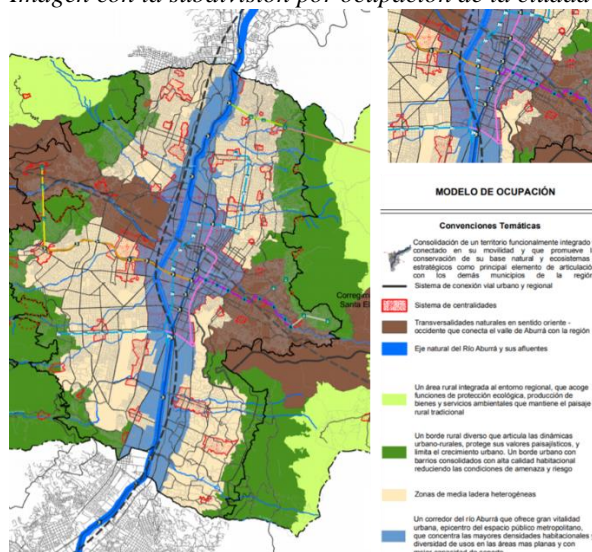 Imagen con la subdivisión por ocupación de la ciudad
Corregim
Santa El
MODELO DE OCUPACIÓN
Convenciones Temáticas
Consolidación de un territorio funcionalmente integrado
conectado en su movilidad y que promueve l
conservación de su base natural y ecosistemas
estratégicos como principal elemento de articulació
con los demás municipios de la regió
Sistema de conexión vial urbano y regional
Sistema de centralidades
Transversalidades naturales en sentido oriente -
occidente que conecta el valle de Aburrá con la región
Eje natural del Río Aburrá y sus afluentes
Un área rural integrada al entorno regional, que acoge
funciones de protección ecológica, producción de
bienes y servicios ambientales que mantiene el paisaje
rural tradicional
Un borde rural diverso que articula las dinámicas
urbano-rurales, protege sus valores paisajísticos, y
limita el crecimiento urbano. Un borde urbano con
barrios consolidados con alta calidad habitacional
reduciendo las condiciones de amenaza y riesgo
Zonas de media ladera heterogéneas
Un corredor del río Aburrá que ofrece gran vitalidad
urbana, epicentro del espacio público metropolitano,
que concentra las mayores densidades habitacionales y
diversidad de usos en las áreas mas planas y con